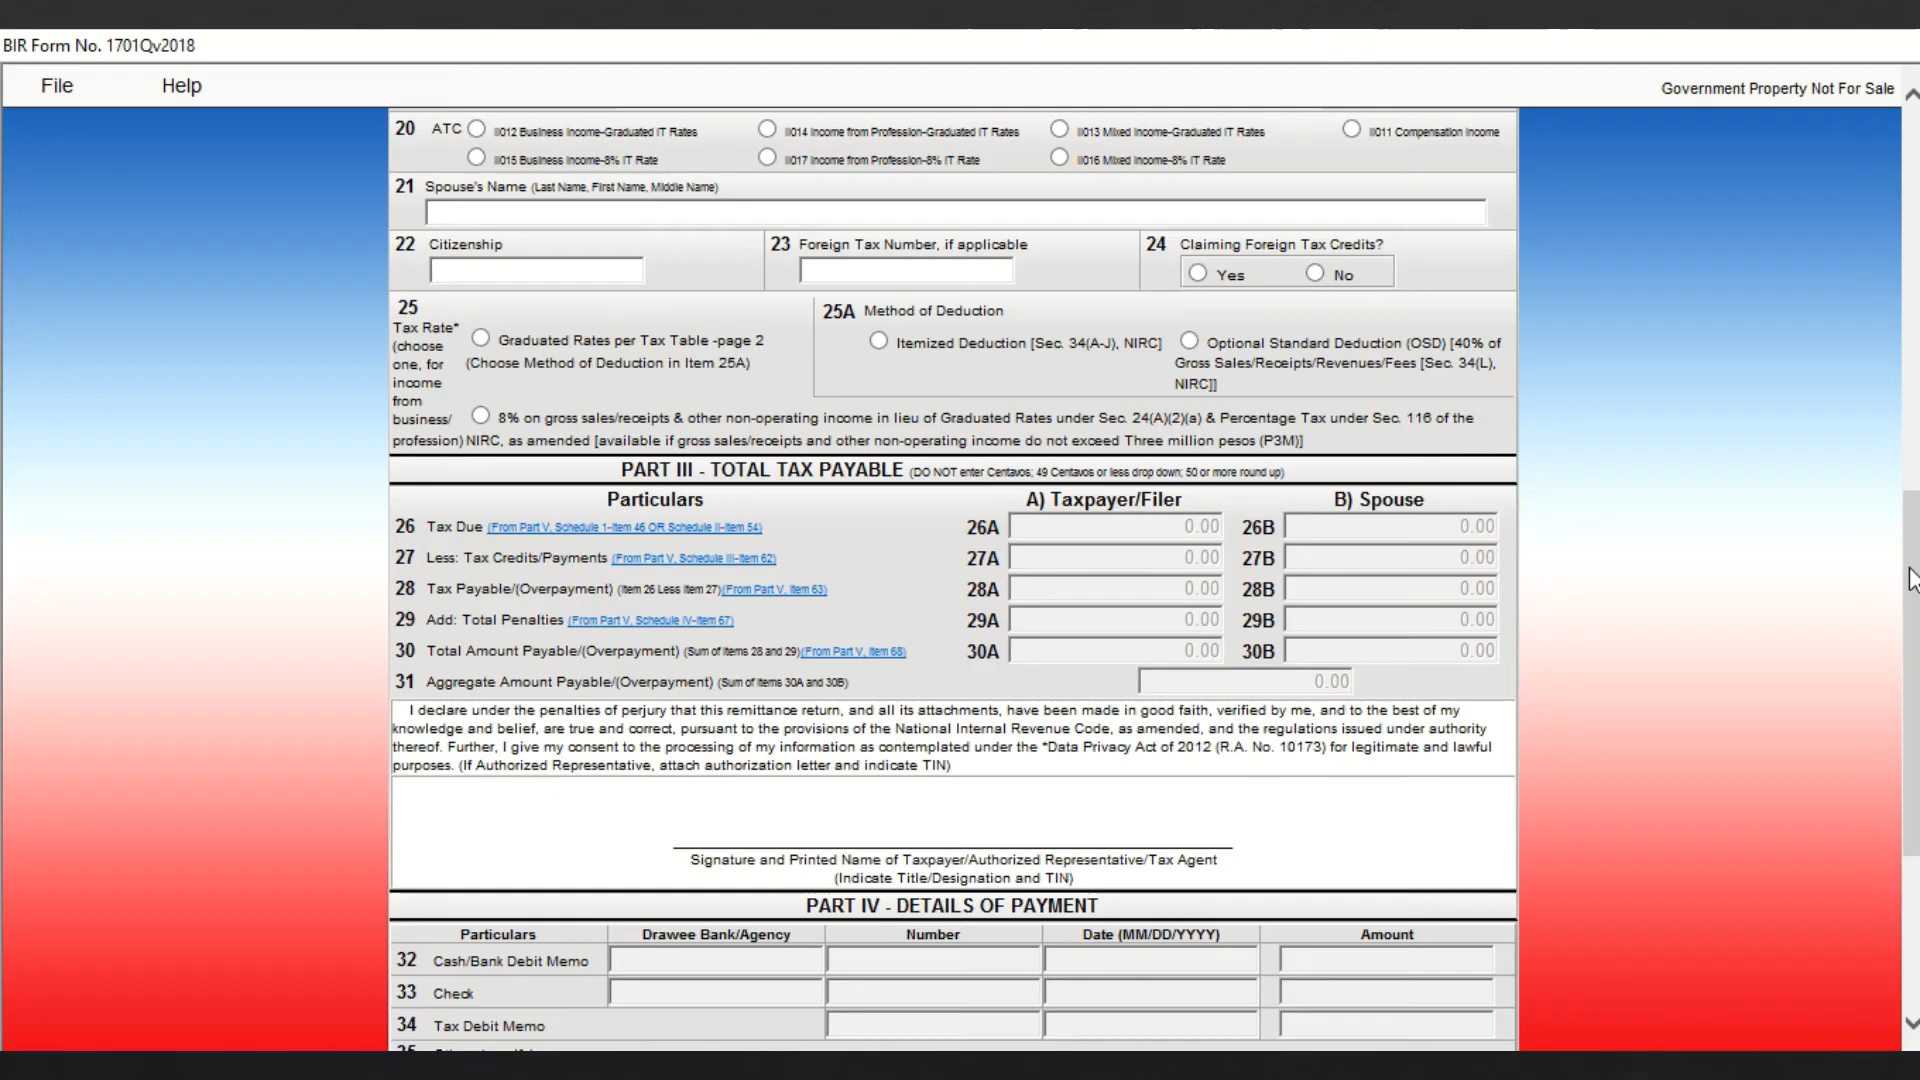 BIR Form No. 1701Qv2018
File Help Government Property Not For Sale
20 ATC II012 Business Income-Graduated IT Rates II014 Income from Profession-Graduated IT Rates II013 Mixed Income-Graduated IT Rates II011 Compensation Income
II015 Business Income-8% IT Rate II017 Income from Profession-8% IT Rate II016 Mixed Income-8% IT Rate
21 Spouse's Name (Last Name, First Name, Middle Name)
22 Citizenship 23 Foreign Tax Number, if applicable 24 Claiming Foreign Tax Credits?
Yes No
25 25A Method of Deduction
Tax Rate* (choose one, for income from business/ profession)
Graduated Rates per Tax Table -page 2
(Choose Method of Deduction in Item 25A)
Itemized Deduction [Sec. 34(A-J), NIRC]
Optional Standard Deduction (OSD) [40% of
Gross Sales/Receipts/Revenues/Fees [Sec. 34(L),
NIRC]]
8% on gross sales/receipts & other non-operating income in lieu of Graduated Rates under Sec. 24(A)(2)(a) & Percentage Tax under Sec. 116 of the
NIRC, as amended [available if gross sales/receipts and other non-operating income do not exceed Three million pesos (P3M)]
PART III - TOTAL TAX PAYABLE (DO NOT enter Centavos; 49 Centavos or less drop down; 50 or more round up)
Particulars A) Taxpayer/Filer B) Spouse
26 Tax Due (From Part V, Schedule 1-Item 46 OR Schedule II-Item 54) 26A 0.00 26B 0.00
27 Less: Tax Credits/Payments (From Part V, Schedule III-Item 62) 27A 0.00 27B 0.00
28 Tax Payable/(Overpayment) (Item 26 Less Item 27)(From Part V, Item 63) 28A 0.00 28B 0.00
29 Add: Total Penalties (From Part V, Schedule IV-Item 67) 29A 0.00 29B 0.00
30 Total Amount Payable/(Overpayment) (Sum of Items 28 and 29)(From Part V, Item 68) 30A 0.00 30B 0.00
31 Aggregate Amount Payable/(Overpayment) (Sum of Items 30A and 30B) 0.00
I declare under the penalties of perjury that this remittance return, and all its attachments, have been made in good faith, verified by me, and to the best of my
knowledge and belief, are true and correct, pursuant to the provisions of the National Internal Revenue Code, as amended, and the regulations issued under authority
thereof. Further, I give my consent to the processing of my information as contemplated under the *Data Privacy Act of 2012 (R.A. No. 10173) for legitimate and lawful
purposes. (If Authorized Representative, attach authorization letter and indicate TIN)
Signature and Printed Name of Taxpayer/Authorized Representative/Tax Agent
(Indicate Title/Designation and TIN)
PART IV - DETAILS OF PAYMENT
Particulars Drawee Bank/Agency Number Date (MM/DD/YYYY) Amount
32 Cash/Bank Debit Memo
33 Check
34 Tax Debit Memo